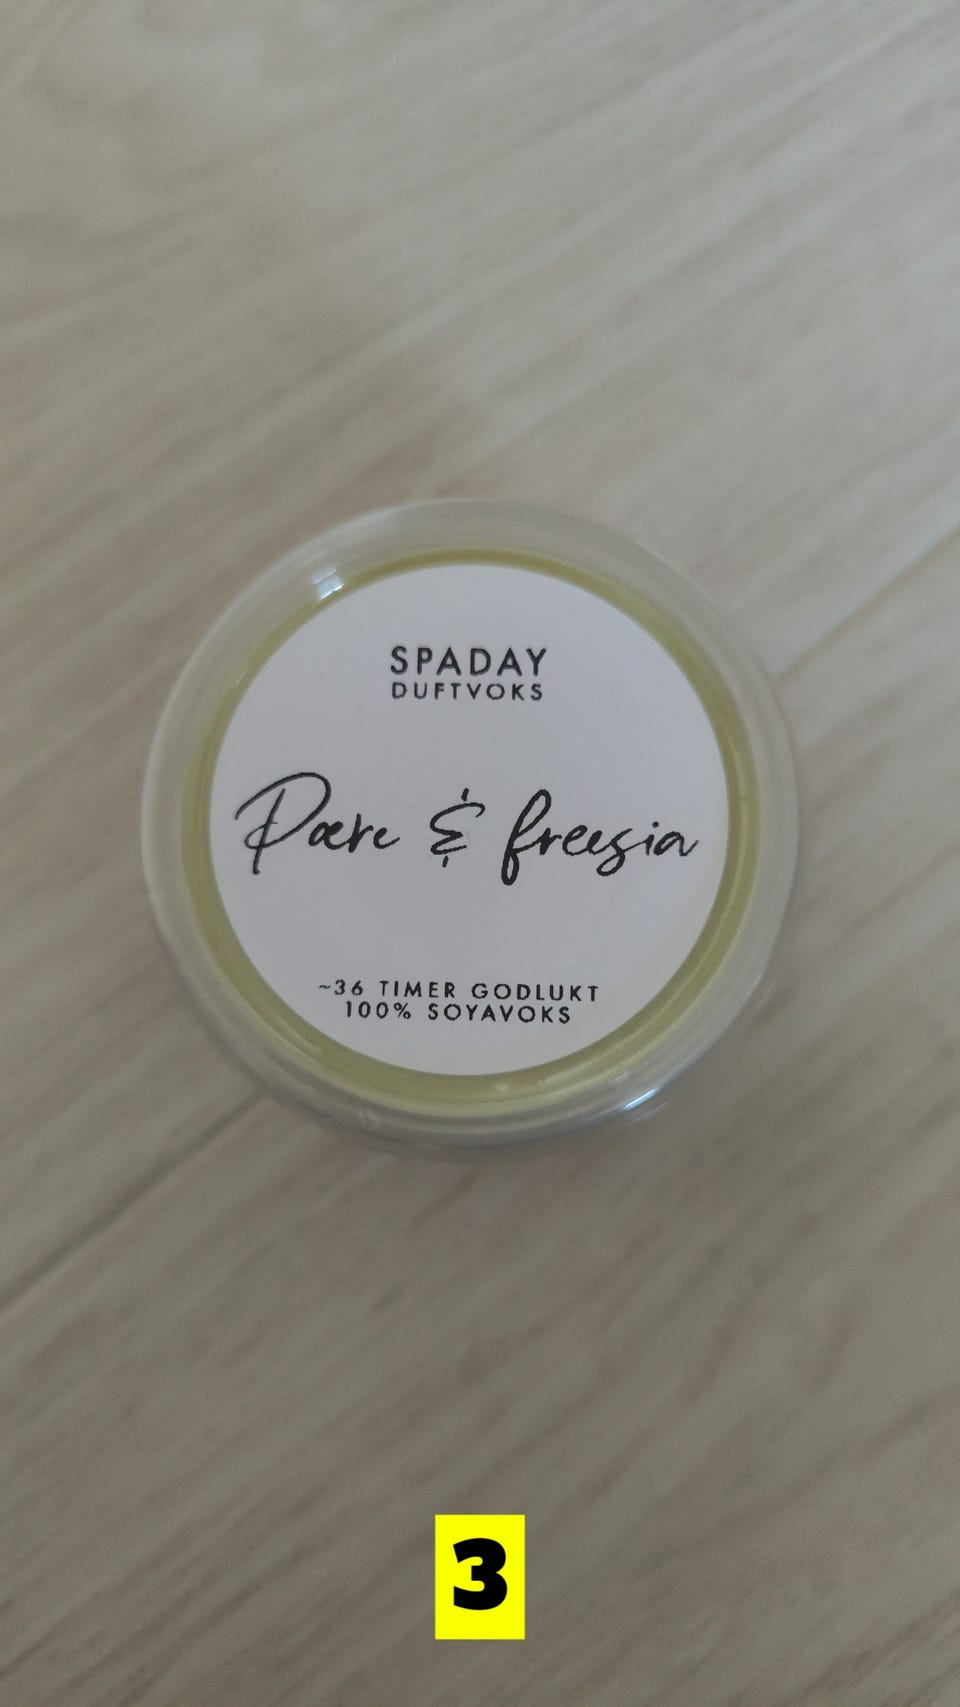 SPADAY
DUFTVOKS
Pære & freesia
~36 TIMER GODLUKT
100% SOYAVOKS
3